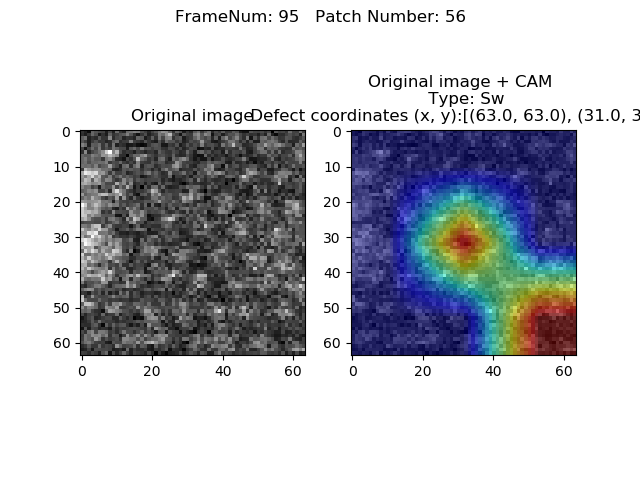 FrameNum: 95   Patch Number: 56
Original image + CAM
Type: Sw
Original image
Defect coordinates (x, y):[(63.0, 63.0), (31.0, 3
0
10
20
30
40
50
60
0 20 40 60
0
10
20
30
40
50
60
0 20 40 60